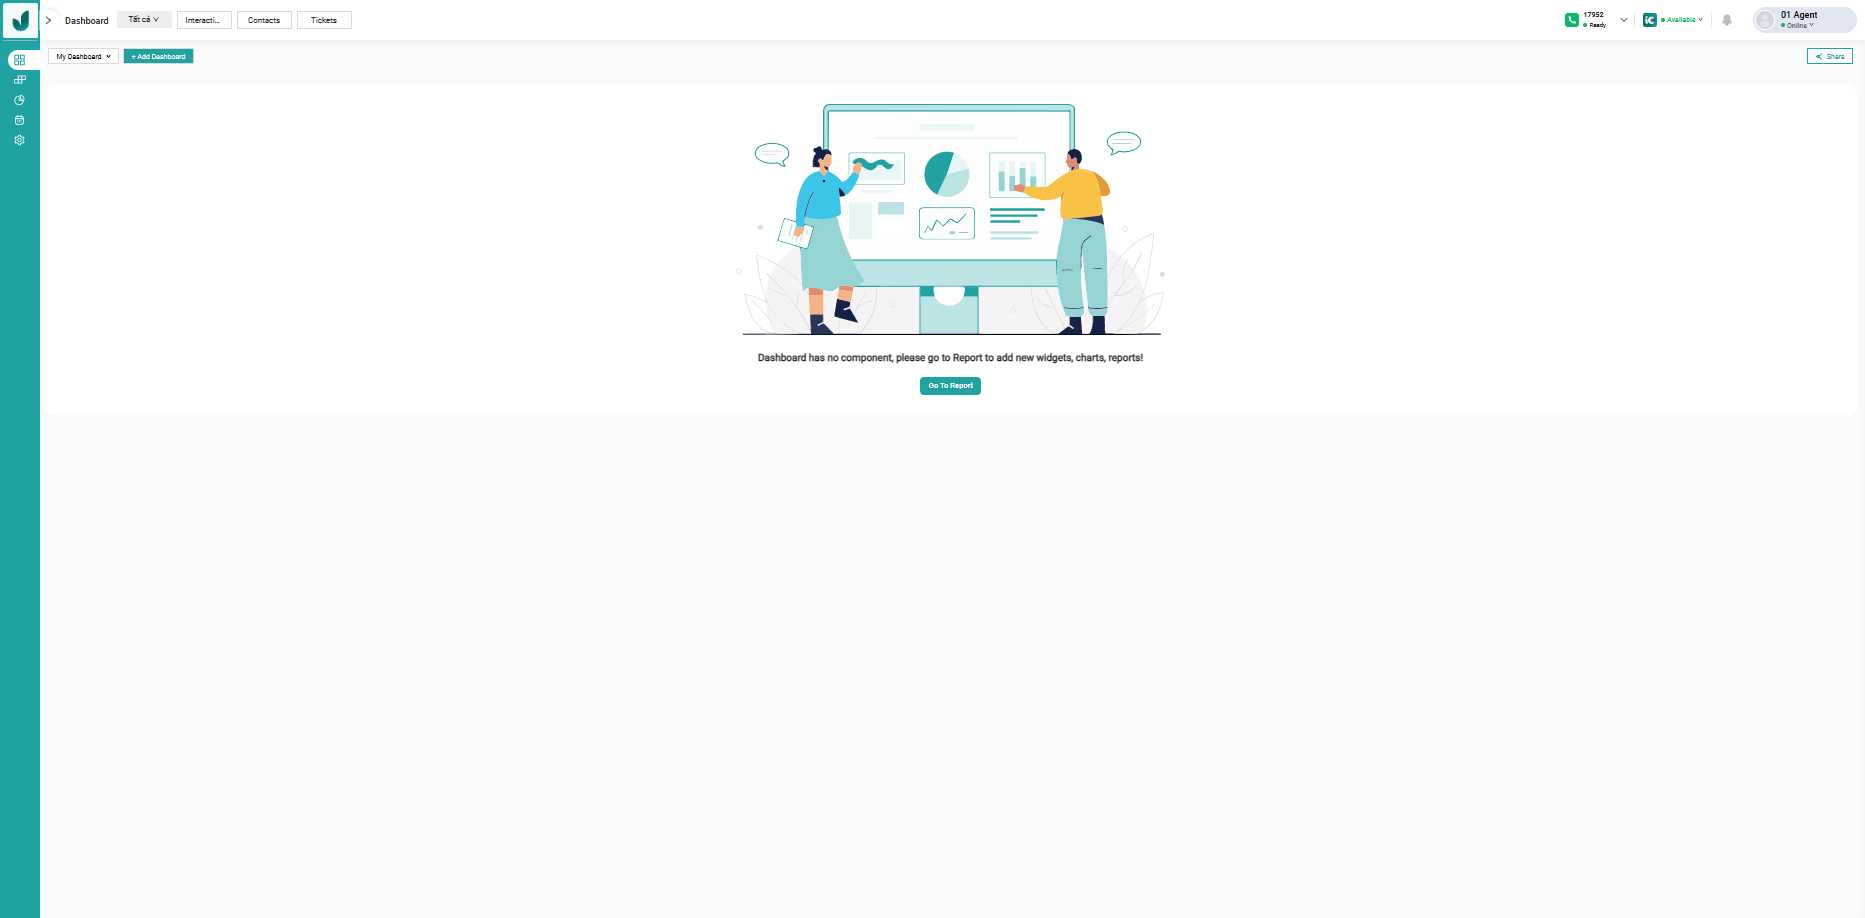 Dashboard
Tất cả
Interacti...
Contacts
Tickets
17952
Ready
iC
Available
01 Agent
Online
My Dashboard
+ Add Dashboard
Share
Dashboard has no component, please go to Report to add new widgets, charts, reports!
Go To Report